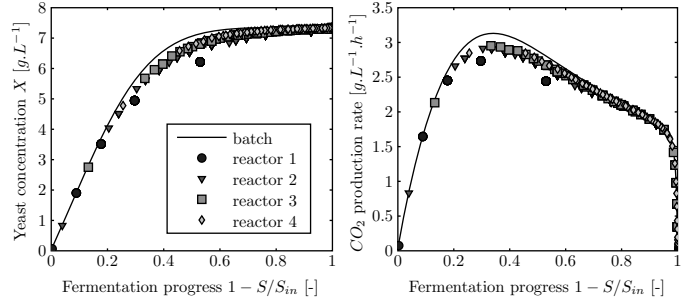 Yeast concentration X [g.L⁻¹]
8
7
6
5
4
3
2
1
0
batch
reactor 1
reactor 2
reactor 3
reactor 4
0 0.2 0.4 0.6 0.8 1
Fermentation progress 1 − S/S_in [-]
CO₂ production rate [g.L⁻¹.h⁻¹]
3.5
3
2.5
2
1.5
1
0.5
0
0 0.2 0.4 0.6 0.8 1
Fermentation progress 1 − S/S_in [-]